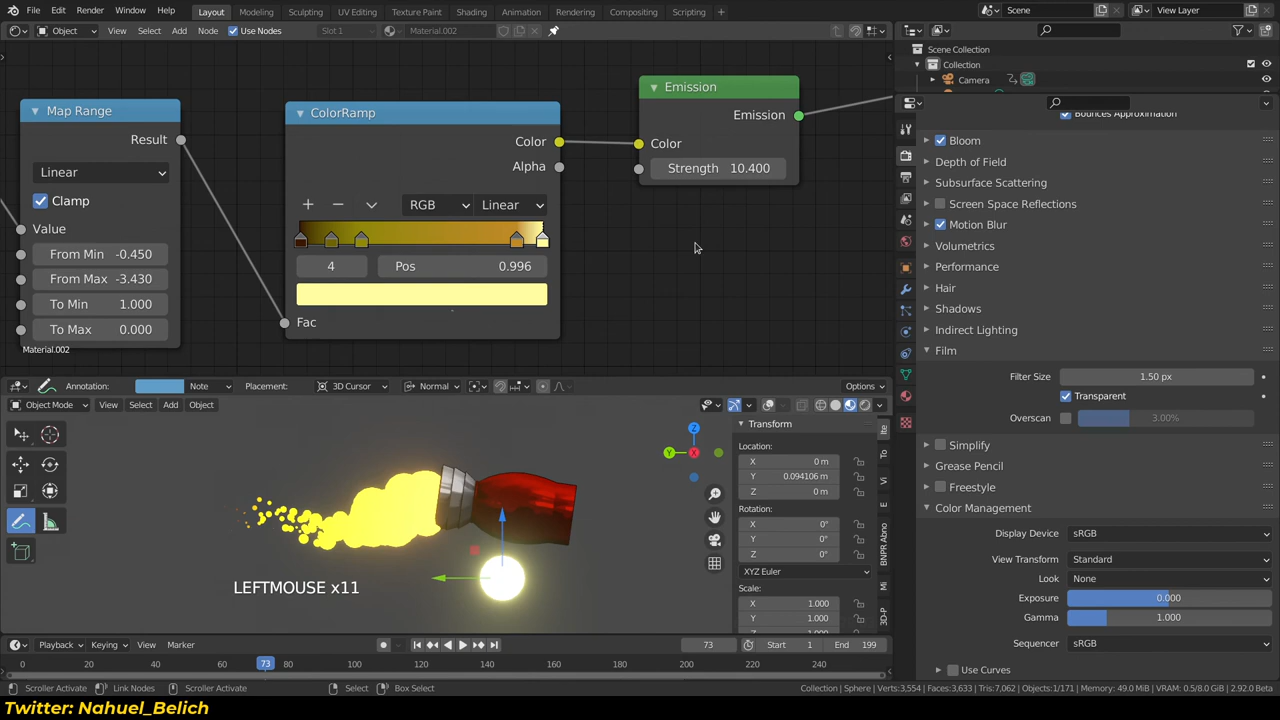 File Edit Render Window Help Layout Modeling Sculpting UV Editing Texture Paint Shading Animation Rendering Compositing Scripting + Scene View Layer
Object View Select Add Node Use Nodes Slot 1 Material.002
Scene Collection
Collection
Camera
Map Range
Result
Linear
Clamp
Value
From Min -0.450
From Max -3.430
To Min 1.000
To Max 0.000
Material.002
ColorRamp
Color
Alpha
RGB Linear
4 Pos 0.996
Fac
Emission
Emission
Color
Strength 10.400
Bounces Approximation
Bloom
Depth of Field
Subsurface Scattering
Screen Space Reflections
Motion Blur
Volumetrics
Performance
Hair
Shadows
Indirect Lighting
Film
Filter Size 1.50 px
Transparent
Overscan 3.00%
Simplify
Grease Pencil
Freestyle
Color Management
Display Device sRGB
View Transform Standard
Look None
Exposure 0.000
Gamma 1.000
Sequencer sRGB
Use Curves
Annotation: Note Placement: 3D Cursor Normal Options
Object Mode View Select Add Object
Z
Y
X
LEFTMOUSE x11
Transform
Location:
X 0 m
Y 0.094106 m
Z 0 m
Rotation:
X 0°
Y 0°
Z 0°
XYZ Euler
Scale:
X 1.000
Y 1.000
Ite
To
Vi
E
BNPR Abno
Mi
3D-P
Playback Keying View Marker 73 Start 1 End 199
0 20 40 60 73 80 100 120 140 160 180 200 220 240
Scroller Activate Link Nodes Scroller Activate Select Box Select Collection | Sphere | Verts:3,554 | Faces:3,633 | Tris:7,062 | Objects:1/171 | Memory: 49.0 MiB | VRAM: 0.5/8.0 GiB | 2.92.0 Beta
Twitter: Nahuel_Belich